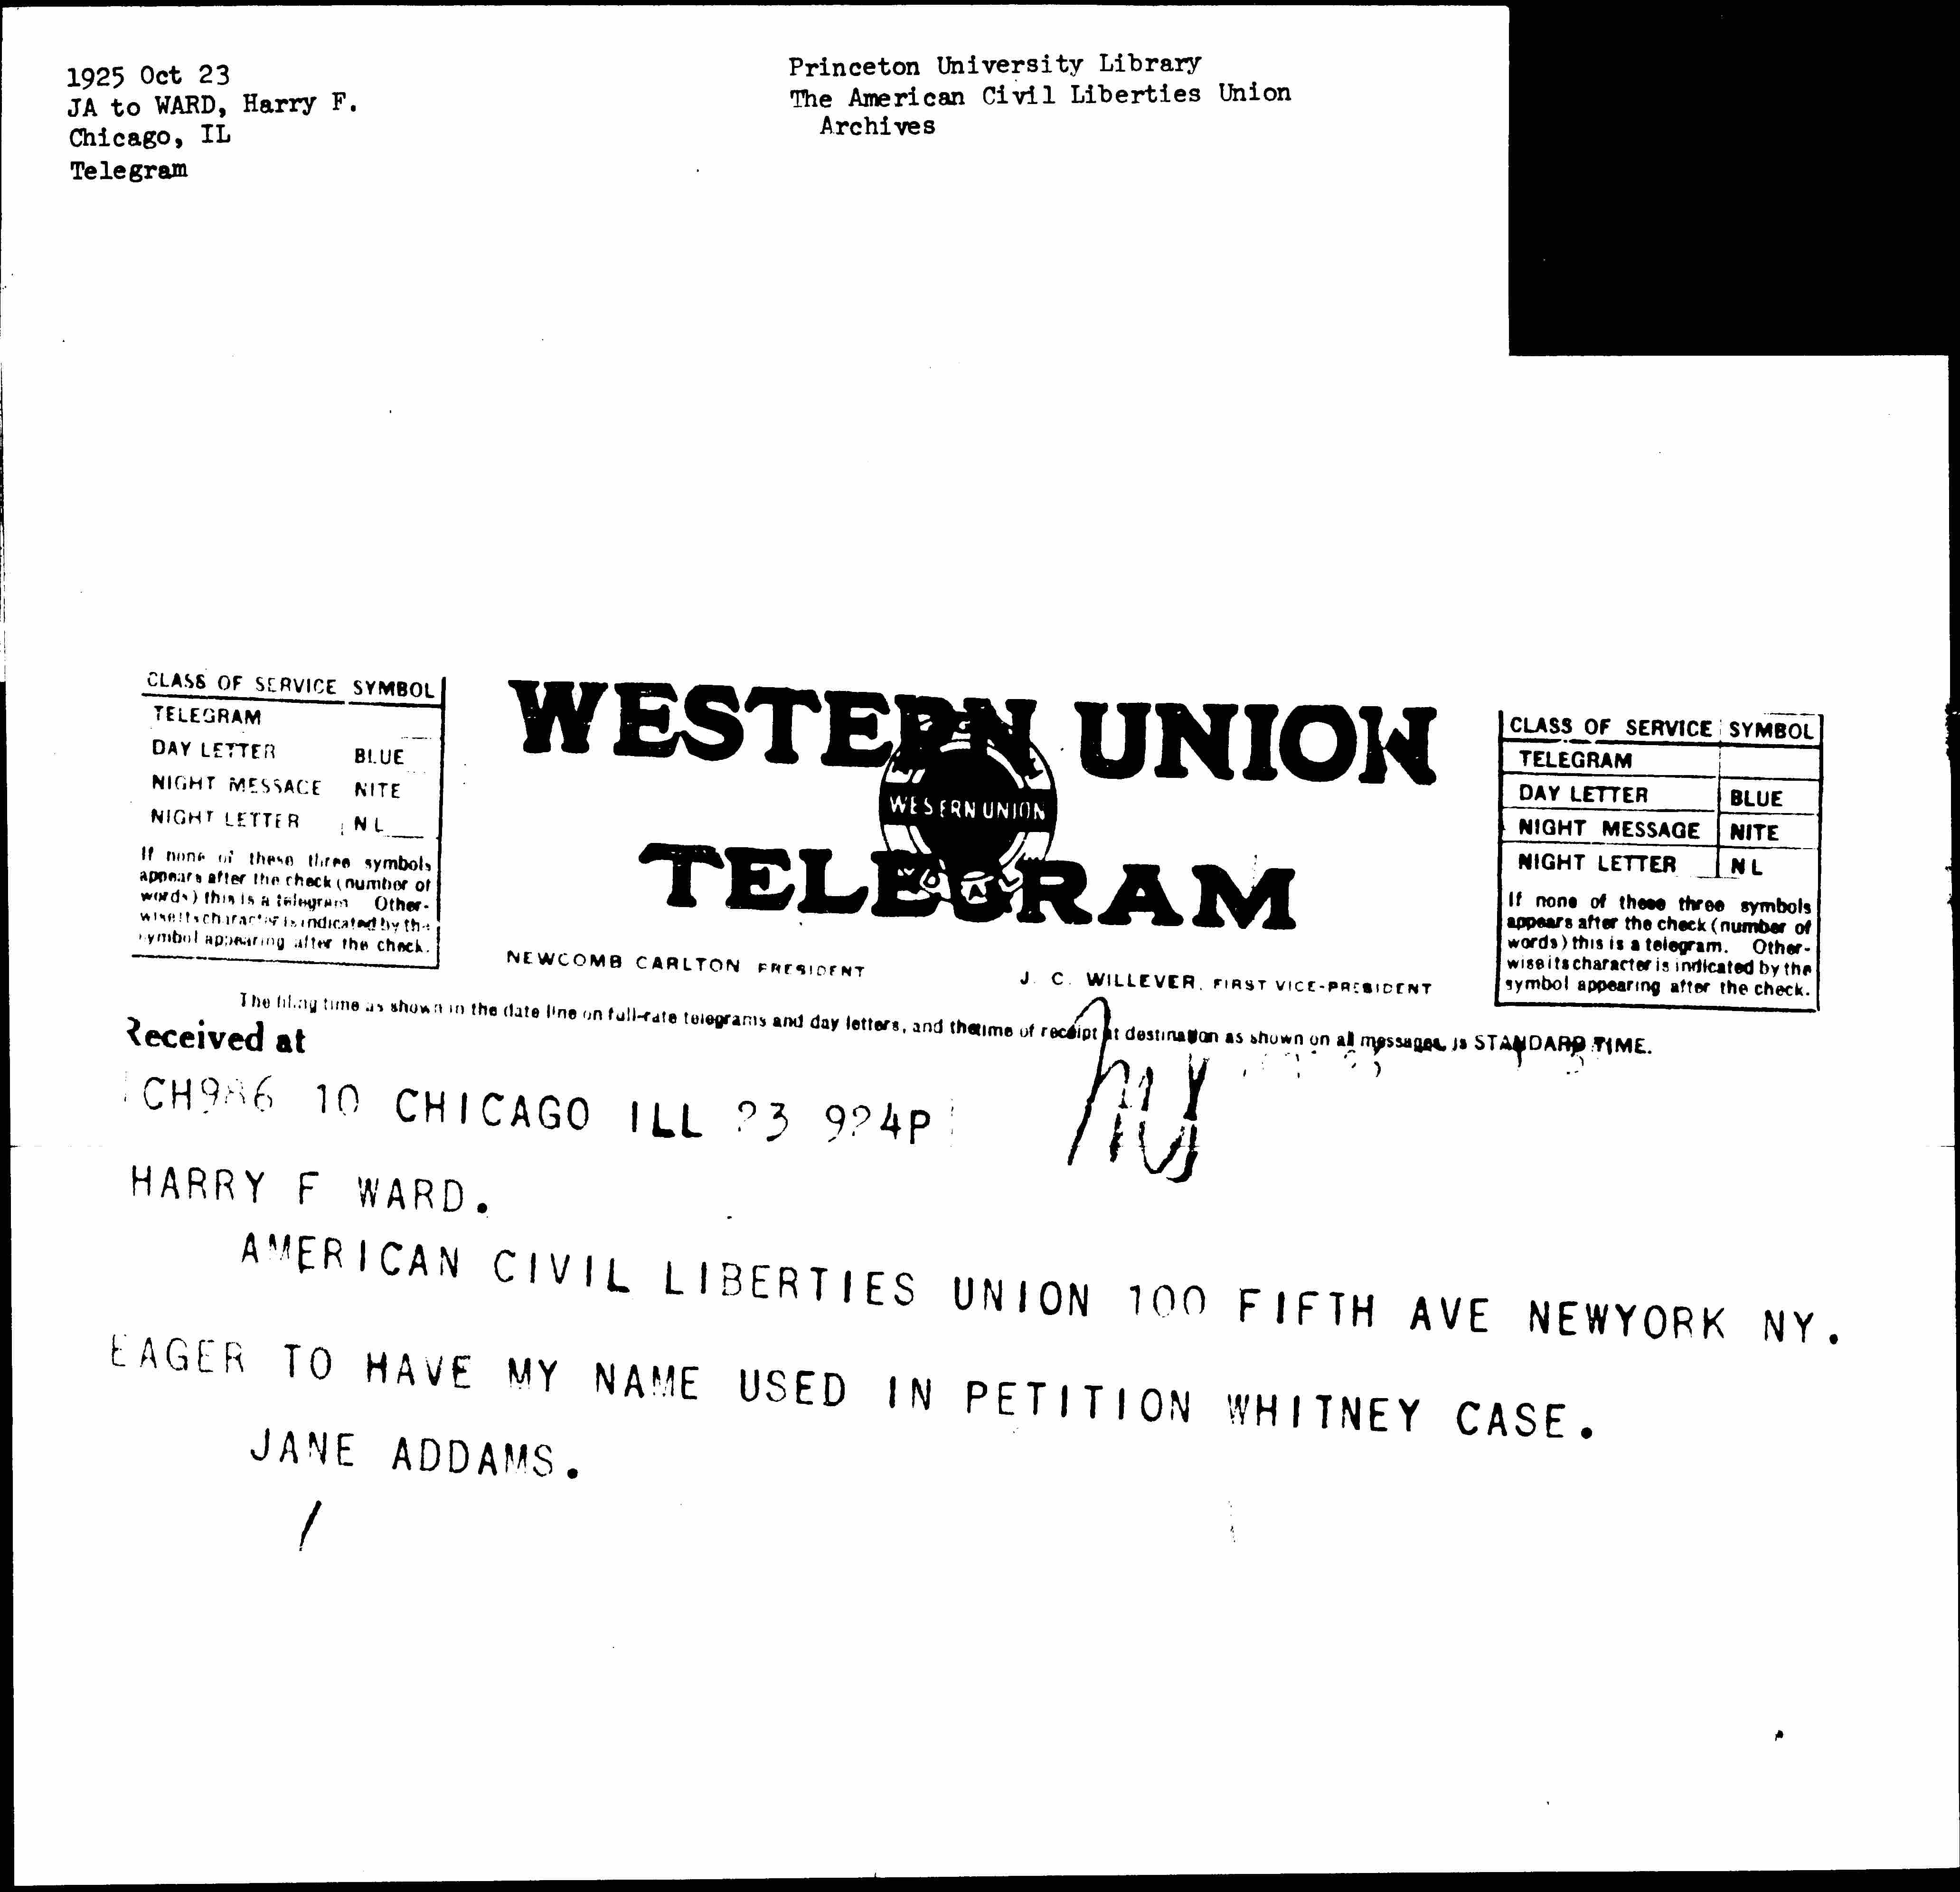 1925 Oct 23
JA to WARD, Harry F.
Chicago, IL
Telegram
Princeton University Library
The American Civil Liberties Union
Archives
CLASS OF SERVICE SYMBOL
TELEGRAM
DAY LETTER BLUE
NIGHT MESSAGE NITE
NIGHT LETTER N L
If none of these three symbols
appears after the check (number of
words) this is a telegram. Other-
wise its character is indicated by the
symbol appearing after the check.
WESTERN UNION
WESTERN UNION
TELEGRAM
NEWCOMB CARLTON PRESIDENT
J. C. WILLEVER, FIRST VICE-PRESIDENT
CLASS OF SERVICE SYMBOL
TELEGRAM
DAY LETTER BLUE
NIGHT MESSAGE NITE
NIGHT LETTER N L
If none of these three symbols
appears after the check (number of
words) this is a telegram. Other-
wise its character is indicated by the
symbol appearing after the check.
The filing time as shown in the date line on full-rate telegrams and day letters, and the time of receipt at destination as shown on all messages, is STANDARD TIME.
Received at
10 CHICAGO ILL 23 924P
HARRY F WARD.
AMERICAN CIVIL LIBERTIES UNION 100 FIFTH AVE NEWYORK NY.
EAGER TO HAVE MY NAME USED IN PETITION WHITNEY CASE.
JANE ADDAMS.